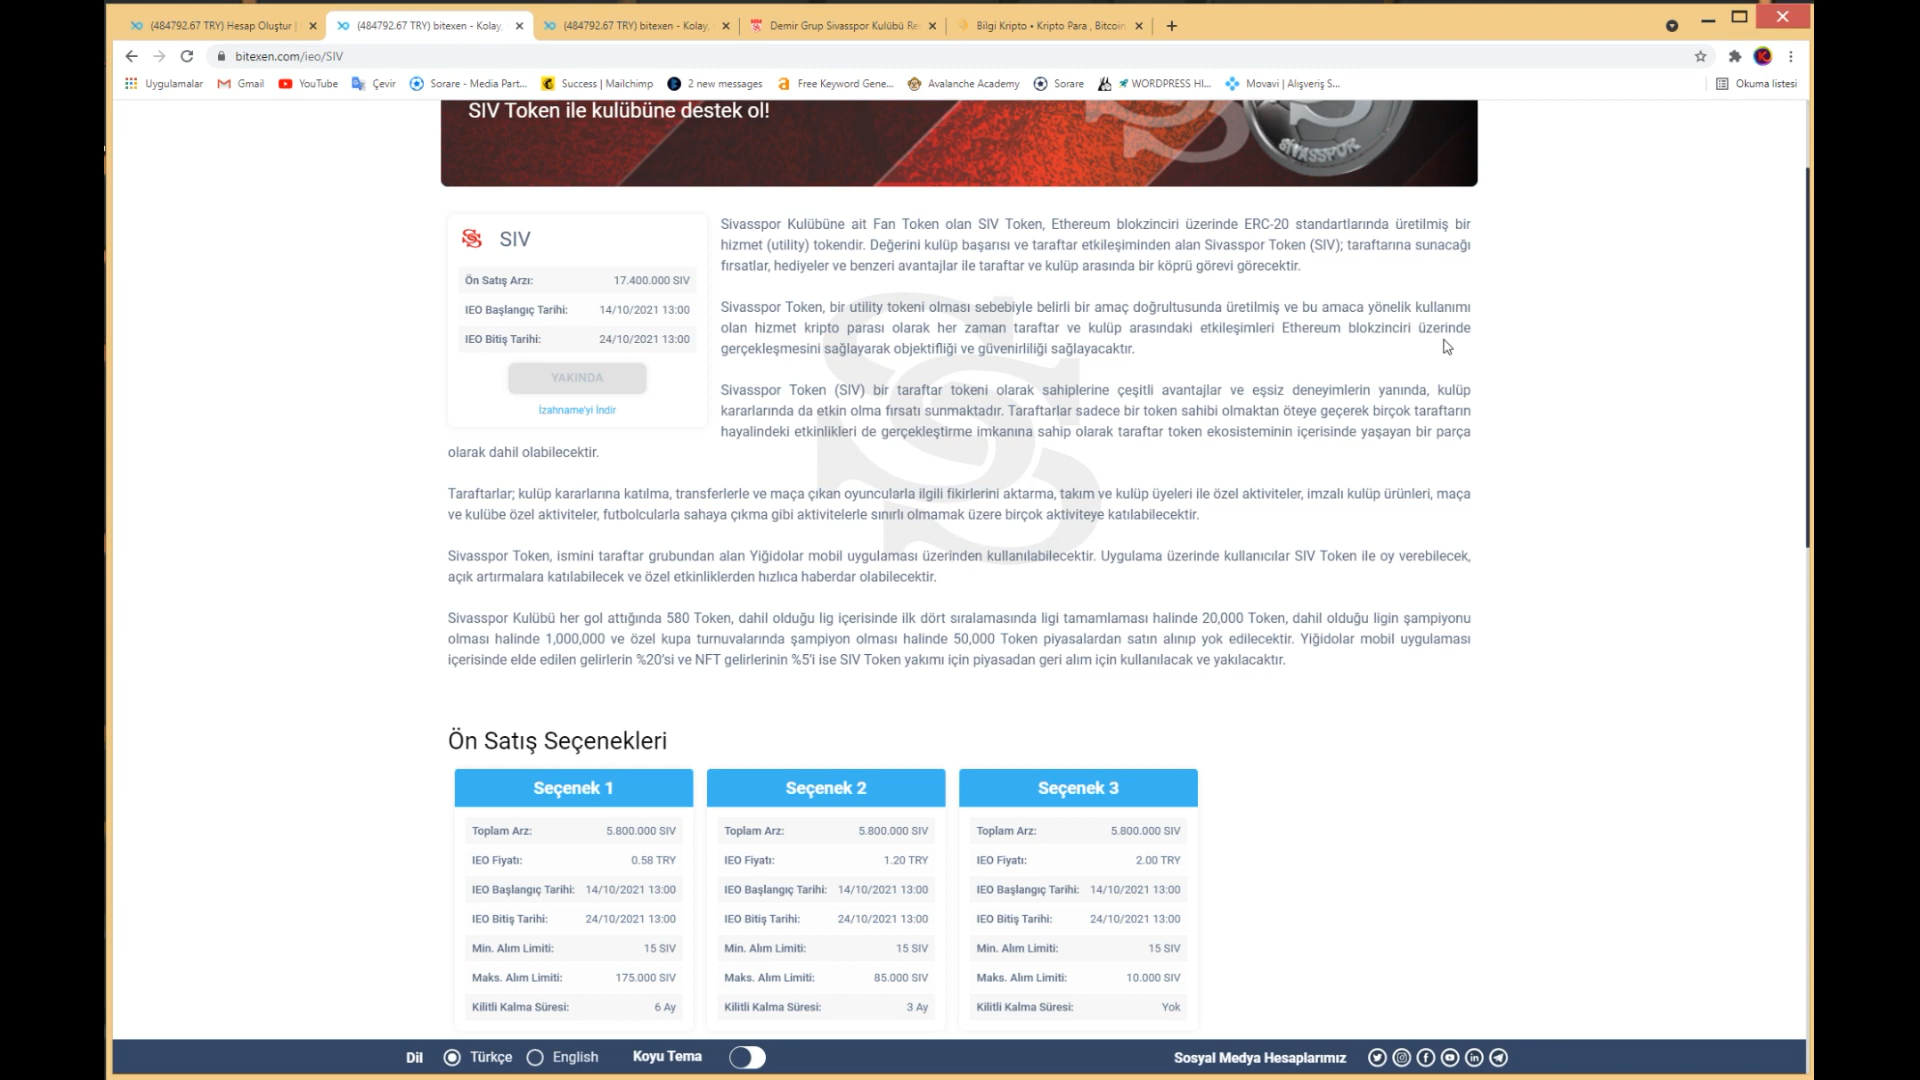 (484792.67 TRY) Hesap Oluştur |
(484792.67 TRY) bitexen - Kolay,
(484792.67 TRY) bitexen - Kolay,
Demir Grup Sivasspor Kulübü Re
Bilgi Kripto • Kripto Para , Bitcoin
bitexen.com/ieo/SIV
Uygulamalar
Gmail
YouTube
Çevir
Sorare - Media Part...
Success | Mailchimp
2 new messages
Free Keyword Gene...
Avalanche Academy
Sorare
WORDPRESS HI...
Movavi | Alışveriş S...
Okuma listesi
SIV Token ile kulübüne destek ol!
SİVASSPOR
SIV
Ön Satış Arzı: 17.400.000 SIV
IEO Başlangıç Tarihi: 14/10/2021 13:00
IEO Bitiş Tarihi: 24/10/2021 13:00
YAKINDA
İzahname'yi İndir
Sivasspor Kulübüne ait Fan Token olan SIV Token, Ethereum blokzinciri üzerinde ERC-20 standartlarında üretilmiş bir
hizmet (utility) tokendir. Değerini kulüp başarısı ve taraftar etkileşiminden alan Sivasspor Token (SIV); taraftarına sunacağı
fırsatlar, hediyeler ve benzeri avantajlar ile taraftar ve kulüp arasında bir köprü görevi görecektir.
Sivasspor Token, bir utility tokeni olması sebebiyle belirli bir amaç doğrultusunda üretilmiş ve bu amaca yönelik kullanımı
olan hizmet kripto parası olarak her zaman taraftar ve kulüp arasındaki etkileşimleri Ethereum blokzinciri üzerinde
gerçekleşmesini sağlayarak objektifliği ve güvenirliliği sağlayacaktır.
Sivasspor Token (SIV) bir taraftar tokeni olarak sahiplerine çeşitli avantajlar ve eşsiz deneyimlerin yanında, kulüp
kararlarında da etkin olma fırsatı sunmaktadır. Taraftarlar sadece bir token sahibi olmaktan öteye geçerek birçok taraftarın
hayalindeki etkinlikleri de gerçekleştirme imkanına sahip olarak taraftar token ekosisteminin içerisinde yaşayan bir parça
olarak dahil olabilecektir.
Taraftarlar; kulüp kararlarına katılma, transferlerle ve maça çıkan oyuncularla ilgili fikirlerini aktarma, takım ve kulüp üyeleri ile özel aktiviteler, imzalı kulüp ürünleri, maça
ve kulübe özel aktiviteler, futbolcularla sahaya çıkma gibi aktivitelerle sınırlı olmamak üzere birçok aktiviteye katılabilecektir.
Sivasspor Token, ismini taraftar grubundan alan Yiğidolar mobil uygulaması üzerinden kullanılabilecektir. Uygulama üzerinde kullanıcılar SIV Token ile oy verebilecek,
açık artırmalara katılabilecek ve özel etkinliklerden hızlıca haberdar olabilecektir.
Sivasspor Kulübü her gol attığında 580 Token, dahil olduğu lig içerisinde ilk dört sıralamasında ligi tamamlaması halinde 20,000 Token, dahil olduğu ligin şampiyonu
olması halinde 1,000,000 ve özel kupa turnuvalarında şampiyon olması halinde 50,000 Token piyasalardan satın alınıp yok edilecektir. Yiğidolar mobil uygulaması
içerisinde elde edilen gelirlerin %20'si ve NFT gelirlerinin %5'i ise SIV Token yakımı için piyasadan geri alım için kullanılacak ve yakılacaktır.
Ön Satış Seçenekleri
Seçenek 1
Toplam Arz: 5.800.000 SIV
IEO Fiyatı: 0.58 TRY
IEO Başlangıç Tarihi: 14/10/2021 13:00
IEO Bitiş Tarihi: 24/10/2021 13:00
Min. Alım Limiti: 15 SIV
Maks. Alım Limiti: 175.000 SIV
Kilitli Kalma Süresi: 6 Ay
Seçenek 2
Toplam Arz: 5.800.000 SIV
IEO Fiyatı: 1.20 TRY
IEO Başlangıç Tarihi: 14/10/2021 13:00
IEO Bitiş Tarihi: 24/10/2021 13:00
Min. Alım Limiti: 15 SIV
Maks. Alım Limiti: 85.000 SIV
Kilitli Kalma Süresi: 3 Ay
Seçenek 3
Toplam Arz: 5.800.000 SIV
IEO Fiyatı: 2.00 TRY
IEO Başlangıç Tarihi: 14/10/2021 13:00
IEO Bitiş Tarihi: 24/10/2021 13:00
Min. Alım Limiti: 15 SIV
Maks. Alım Limiti: 10.000 SIV
Kilitli Kalma Süresi: Yok
Dil Türkçe English Koyu Tema Sosyal Medya Hesaplarımız